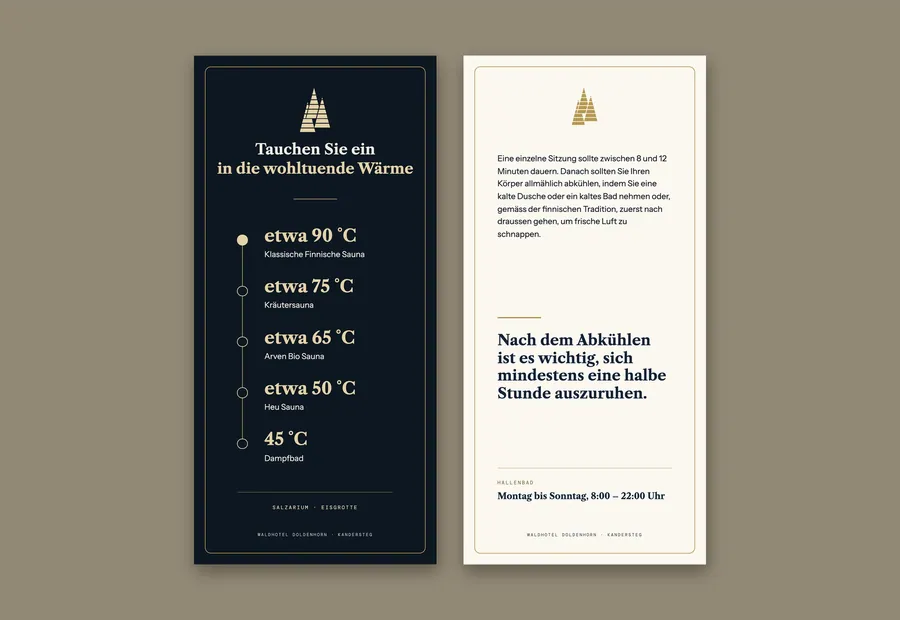 Tauchen Sie ein
in die wohltuende Wärme
etwa 90 °C
Klassische Finnische Sauna
etwa 75 °C
Kräutersauna
etwa 65 °C
Arven Bio Sauna
etwa 50 °C
Heu Sauna
45 °C
Dampfbad
SALZARIUM · EISGROTTE
WALDHOTEL DOLDENHORN · KANDERSTEG
Eine einzelne Sitzung sollte zwischen 8 und 12
Minuten dauern. Danach sollten Sie Ihren
Körper allmählich abkühlen, indem Sie eine
kalte Dusche oder ein kaltes Bad nehmen oder,
gemäss der finnischen Tradition, zuerst nach
draussen gehen, um frische Luft zu
schnappen.
Nach dem Abkühlen
ist es wichtig, sich
mindestens eine halbe
Stunde auszuruhen.
HALLENBAD
Montag bis Sonntag, 8:00 – 22:00 Uhr
WALDHOTEL DOLDENHORN · KANDERSTEG